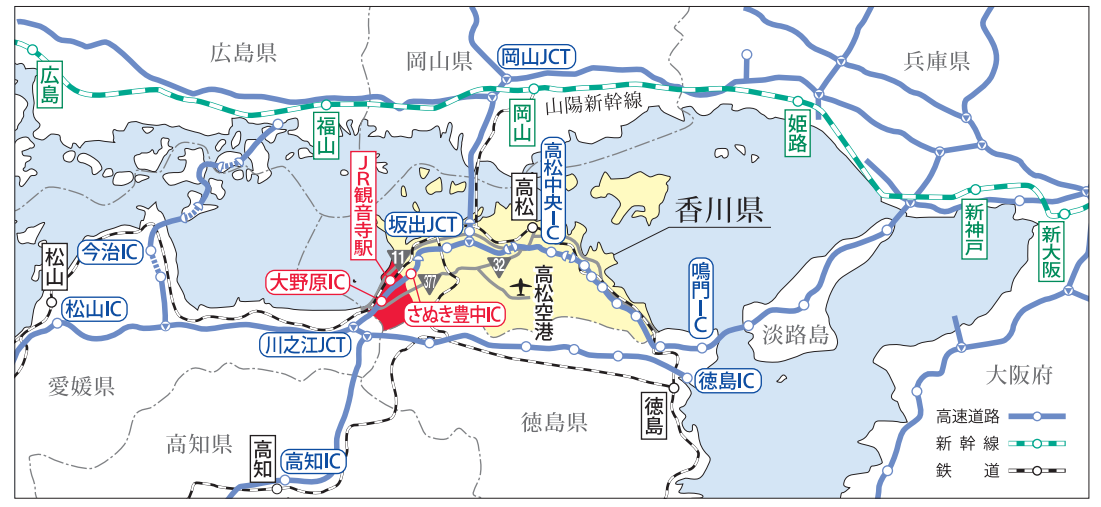 広島県
岡山県
兵庫県
岡山JCT
広島
福山
岡山
山陽新幹線
姫路
JR観音寺駅
高松
高松中央IC
香川県
新神戸
新大阪
坂出JCT
松山
今治IC
11
32
377
大野原IC
さぬき豊中IC
高松空港
鳴門IC
松山IC
川之江JCT
淡路島
愛媛県
徳島IC
大阪府
徳島
徳島県
高知県
高知
高知IC
高速道路
新幹線
鉄道